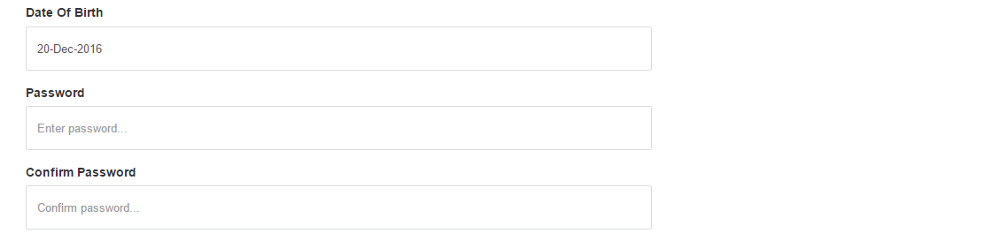 Date Of Birth
20-Dec-2016
Password
Enter password...
Confirm Password
Confirm password...